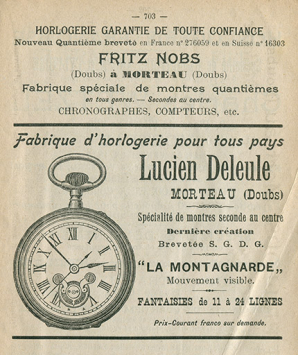 — 703 —
HORLOGERIE GARANTIE DE TOUTE CONFIANCE
Nouveau Quantième breveté en France nº 276059 et en Suisse nº 16303
FRITZ NOBS
(Doubs) à MORTEAU (Doubs)
Fabrique spéciale de montres quantièmes
en tous genres. — Secondes au centre.
CHRONOGRAPHES, COMPTEURS, etc.
Fabrique d'horlogerie pour tous pays
Lucien Deleule
MORTEAU (Doubs)
Spécialité de montres seconde au centre
Dernière création
Brevetée S. G. D. G.
"LA MONTAGNARDE„
Mouvement visible.
FANTAISIES de 11 à 24 LIGNES
Prix-Courant franco sur demande.